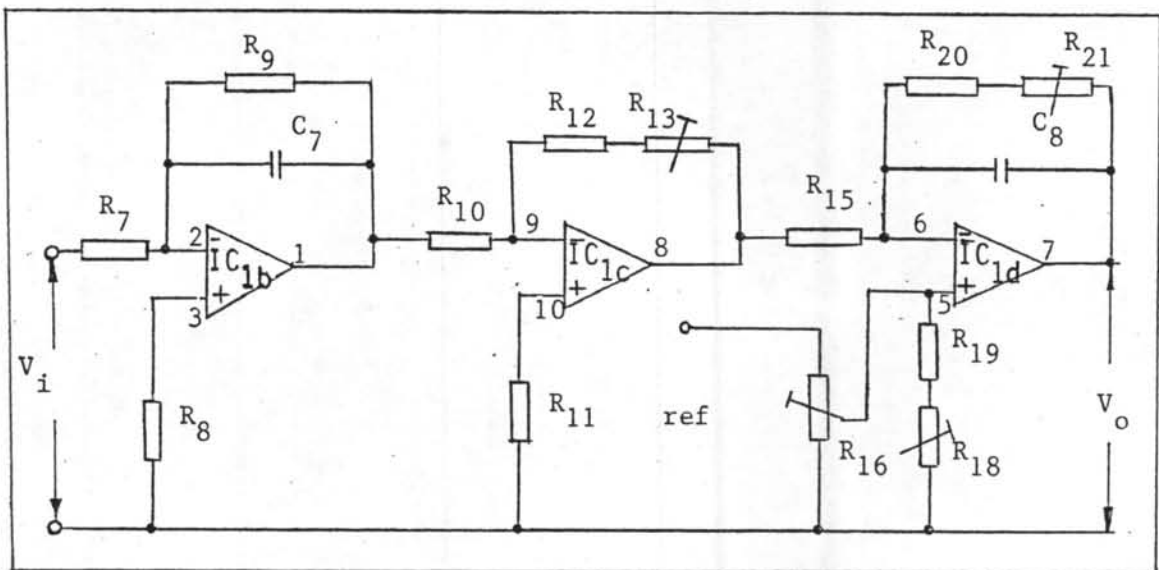 R9
C7
R7
2
-
IC1b
+
3
1
Vi
R8
R10
R12
R13
9
-
IC1c
+
10
8
R11
ref
R15
R16
R20
R21
C8
6
-
IC1d
+
5
7
R19
R18
Vo